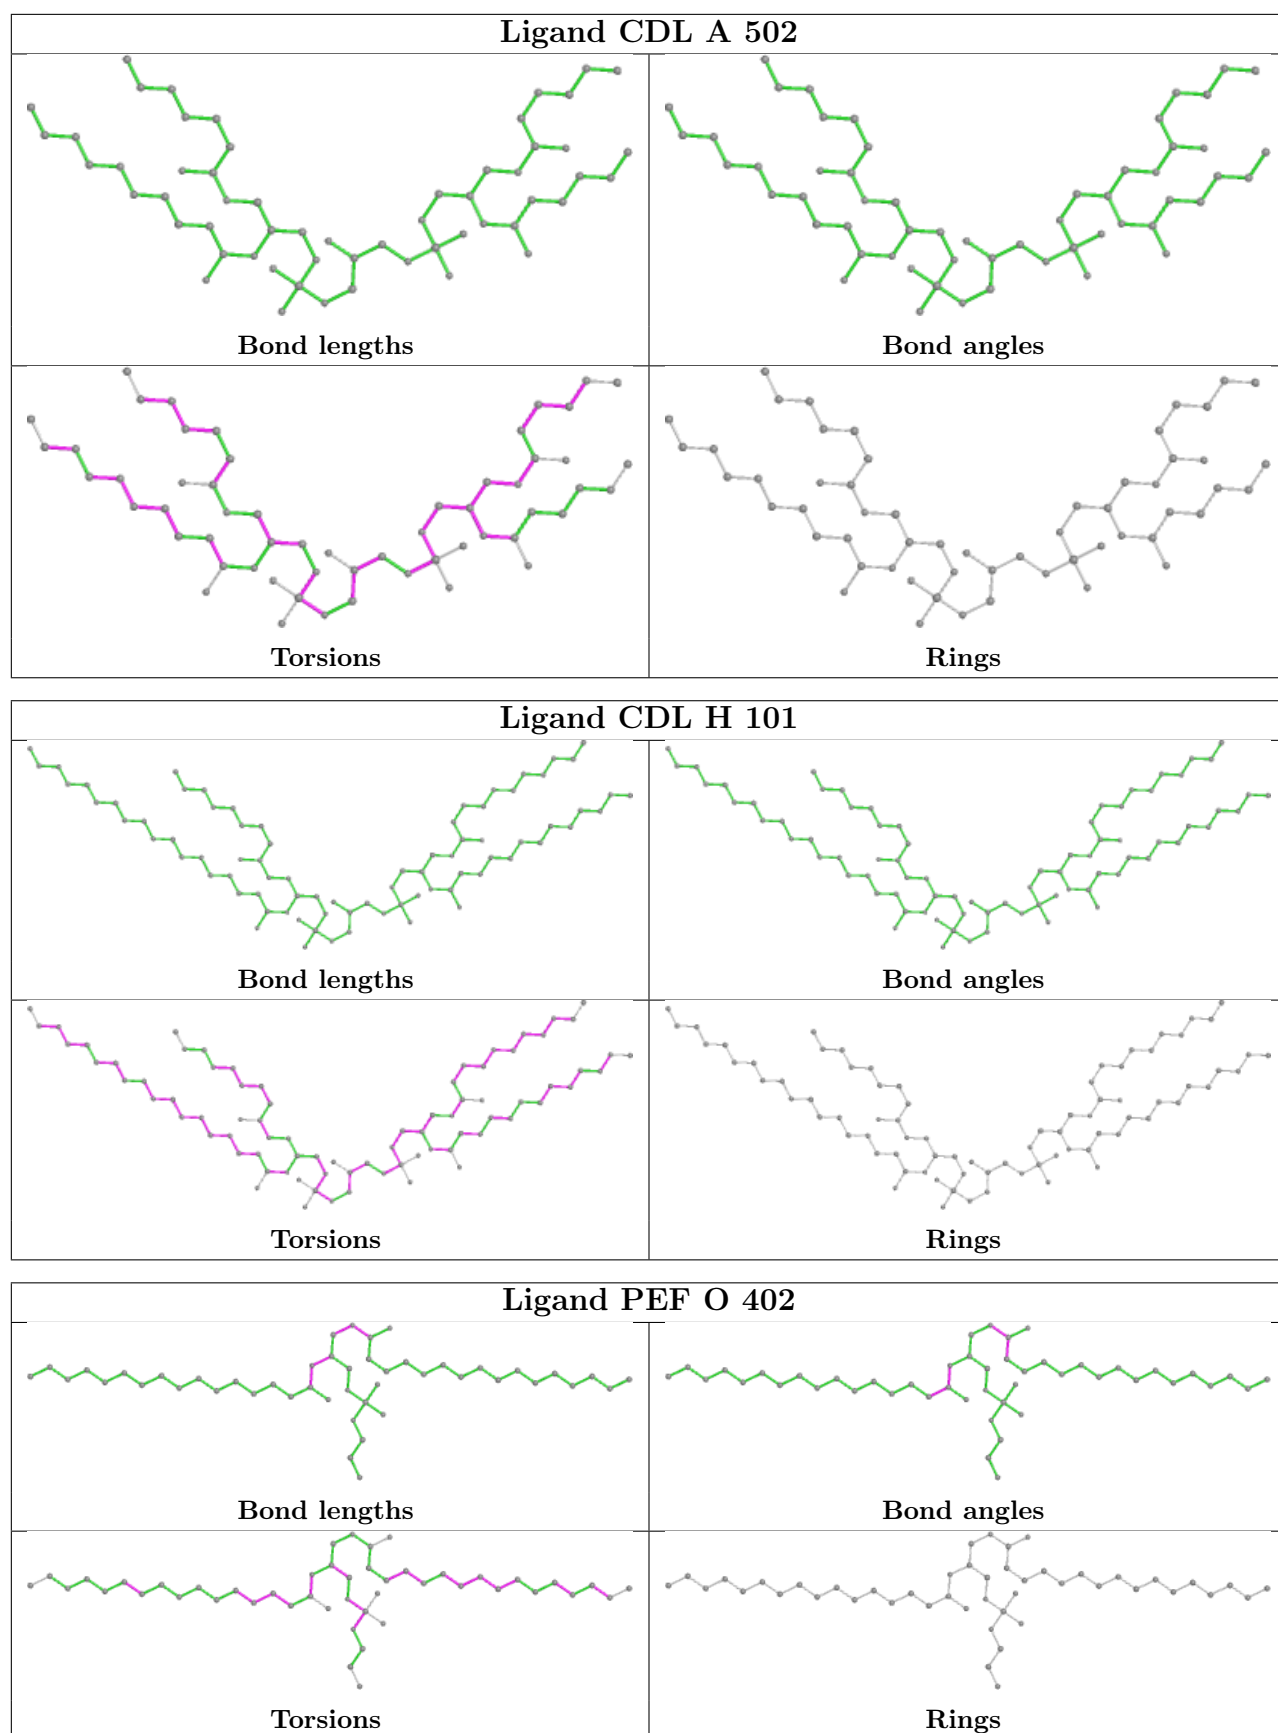 Ligand CDL A 502
Bond lengths
Bond angles
Torsions
Rings
Ligand CDL H 101
Bond lengths
Bond angles
Torsions
Rings
Ligand PEF O 402
Bond lengths
Bond angles
Torsions
Rings